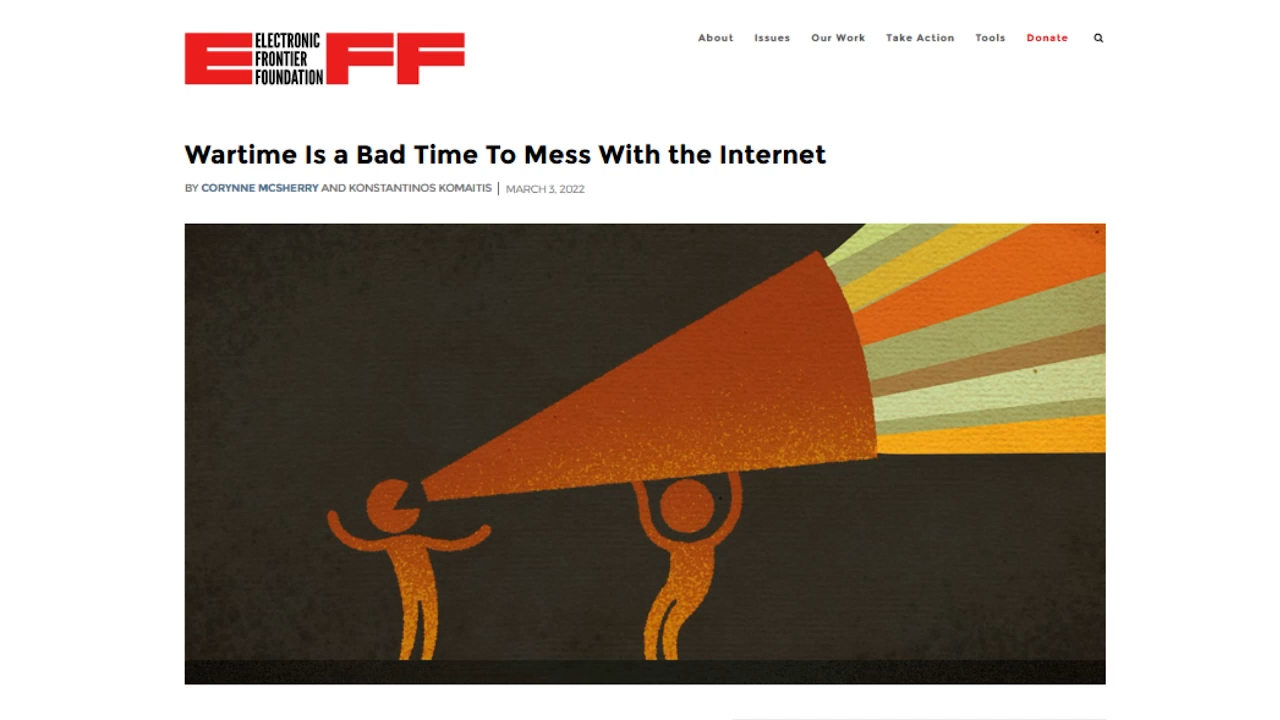 ELECTRONIC
FRONTIER
FOUNDATION
EFF
About Issues Our Work Take Action Tools Donate
Wartime Is a Bad Time To Mess With the Internet
BY CORYNNE MCSHERRY AND KONSTANTINOS KOMAITIS | MARCH 3, 2022